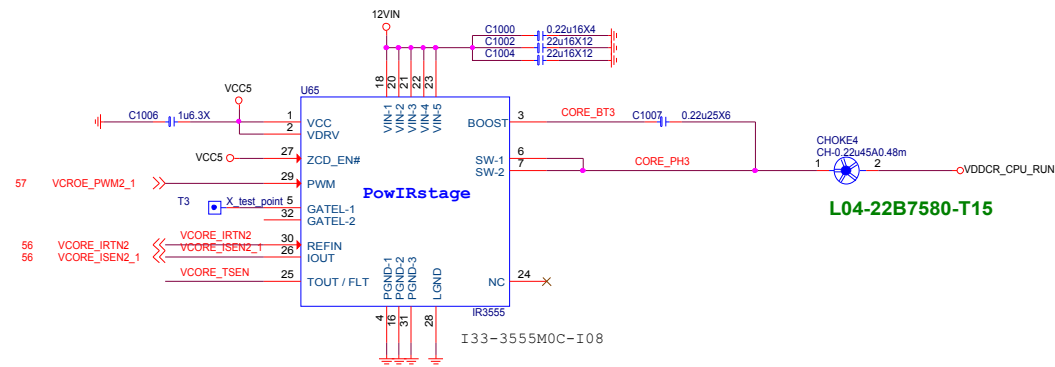 12VIN
C1000 0.22u16X4
C1002 22u16X12
C1004 22u16X12
18 20 21 22 23
VCC5
U65
C1006 1u6.3X
1 VCC
2 VDRV
VIN-1 VIN-2 VIN-3 VIN-4 VIN-5
BOOST 3 CORE_BT3 C1007 0.22u25X6
VCC5 27 ZCD_EN#
SW-1 6
SW-2 7 CORE_PH3
CHOKE4
CH-0.22u45A0.48m
1 2 VDDCR_CPU_RUN
L04-22B7580-T15
57 VCROE_PWM2_1 29 PWM
PowIRstage
T3 X_test_point 5 GATEL-1
32 GATEL-2
56 VCORE_IRTN2 VCORE_IRTN2 30 REFIN
56 VCORE_ISEN2_1 VCORE_ISEN2_1 26 IOUT
VCORE_TSEN 25 TOUT / FLT
PGND-1 PGND-2 PGND-3 LGND
NC 24
4 16 31 28
IR3555
I33-3555M0C-I08